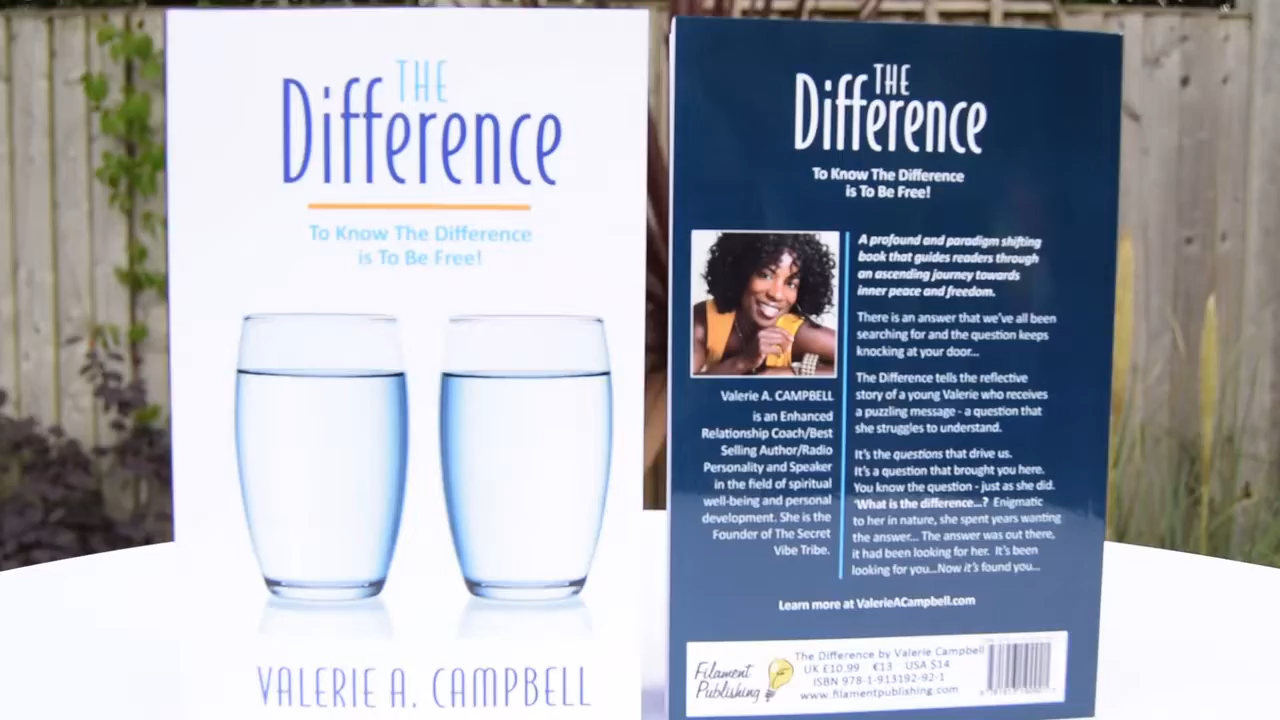 THE
Difference
To Know The Difference
is To Be Free!
VALERIE A. CAMPBELL
THE
Difference
To Know The Difference
is To Be Free!
Valerie A. CAMPBELL
is an Enhanced
Relationship Coach/Best
Selling Author/Radio
Personality and Speaker
in the field of spiritual
well-being and personal
development. She is the
Founder of The Secret
Vibe Tribe.
A profound and paradigm shifting
book that guides readers through
an ascending journey towards
inner peace and freedom.
There is an answer that we've all been
searching for and the question keeps
knocking at your door...
The Difference tells the reflective
story of a young Valerie who receives
a puzzling message - a question that
she struggles to understand.
It's the questions that drive us.
It's a question that brought you here.
You know the question - just as she did.
'What is the difference...? Enigmatic
to her in nature, she spent years wanting
the answer... The answer was out there,
it had been looking for her. It's been
looking for you...Now it's found you...
Learn more at ValerieACampbell.com
Filament
Publishing
The Difference by Valerie Campbell
UK £10.99 €13 USA $14
ISBN 978-1-913192-92-1
www.filamentpublishing.com